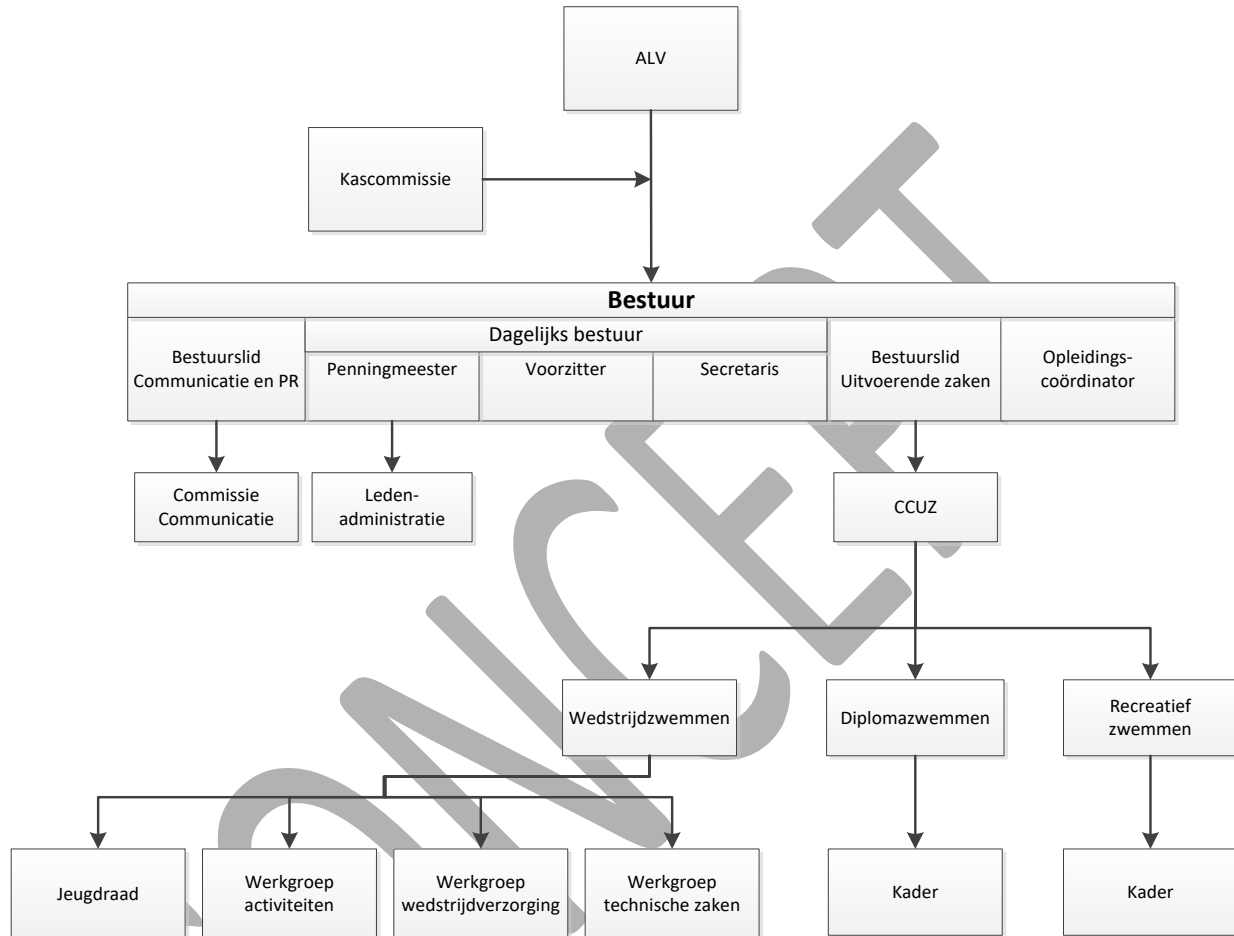 ALV
Kascommissie
Bestuur
Dagelijks bestuur
Bestuurslid
Communicatie en PR
Penningmeester
Voorzitter
Secretaris
Bestuurslid
Uitvoerende zaken
Opleidings-
coördinator
Commissie
Communicatie
Leden-
administratie
CCUZ
Wedstrijdzwemmen
Diplomazwemmen
Recreatief
zwemmen
Jeugdraad
Werkgroep
activiteiten
Werkgroep
wedstrijdverzorging
Werkgroep
technische zaken
Kader
Kader
CONCEPT